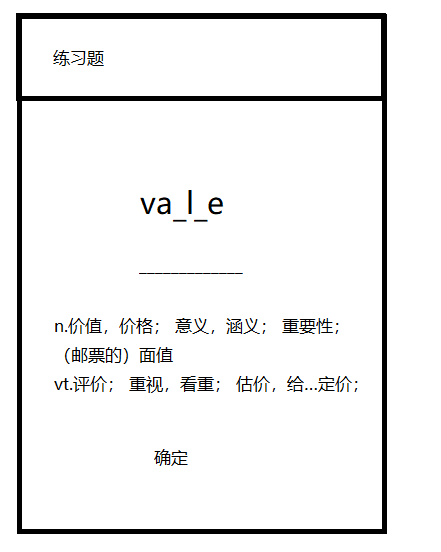 练习题
va_l_e
_____________
n.价值，价格； 意义，涵义； 重要性；
（邮票的）面值
vt.评价； 重视，看重； 估价，给...定价；
确定